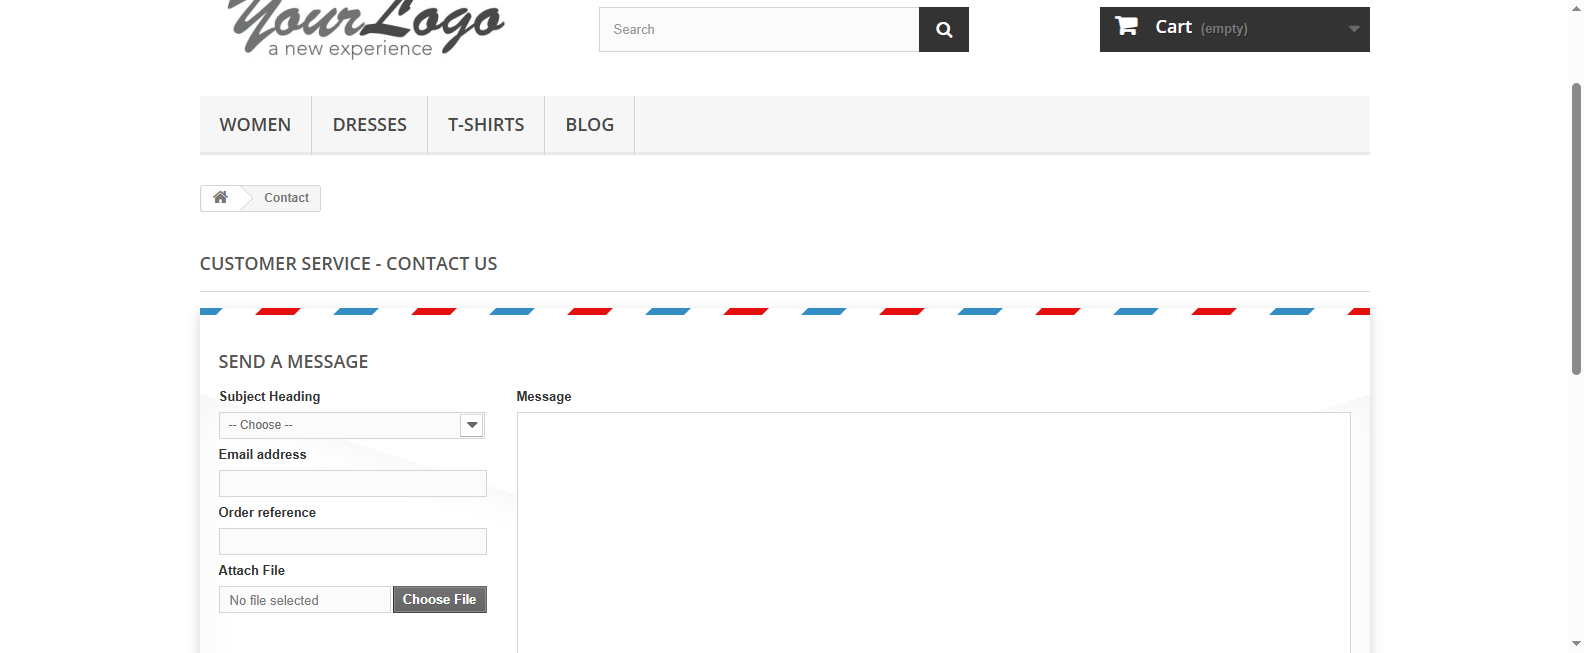 YourLogo
a new experience
Search
Cart (empty)
WOMEN DRESSES T-SHIRTS BLOG
Contact
CUSTOMER SERVICE - CONTACT US
SEND A MESSAGE
Subject Heading
-- Choose --
Email address
Order reference
Attach File
No file selected Choose File
Message